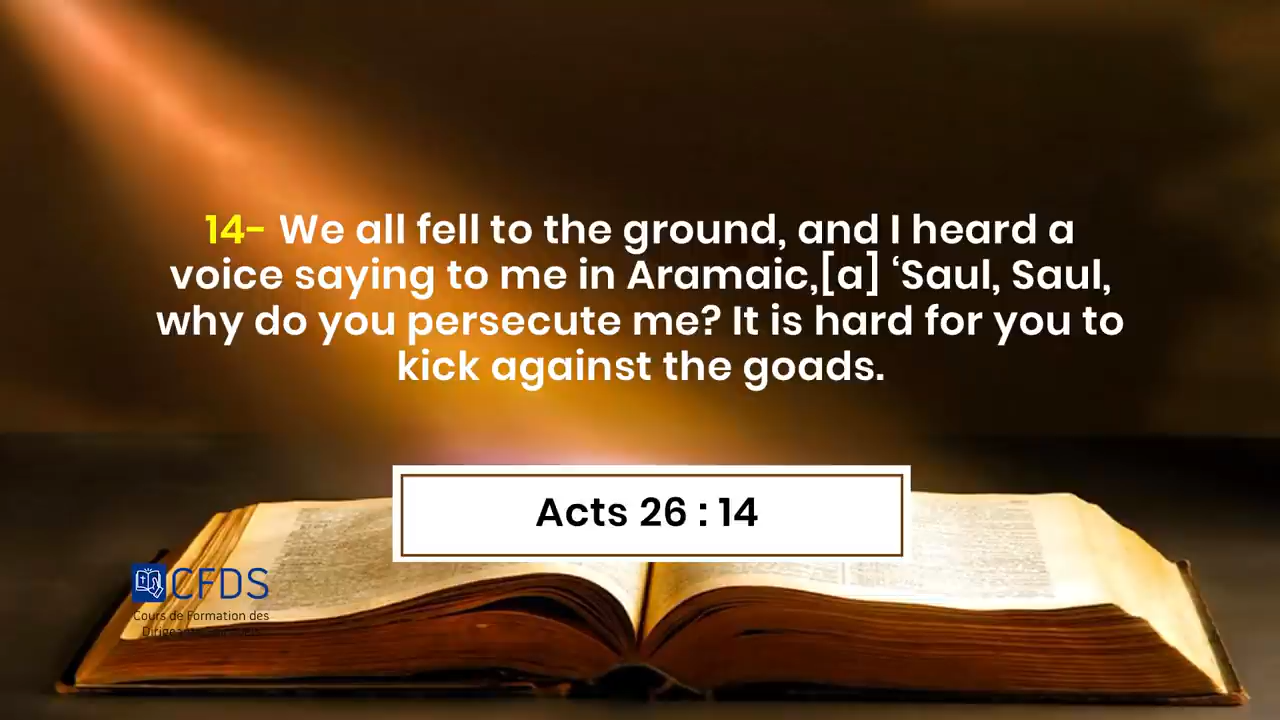 14- We all fell to the ground, and I heard a
voice saying to me in Aramaic,[a] ‘Saul, Saul,
why do you persecute me? It is hard for you to
kick against the goads.
Acts 26 : 14
CFDS
Cours de Formation des